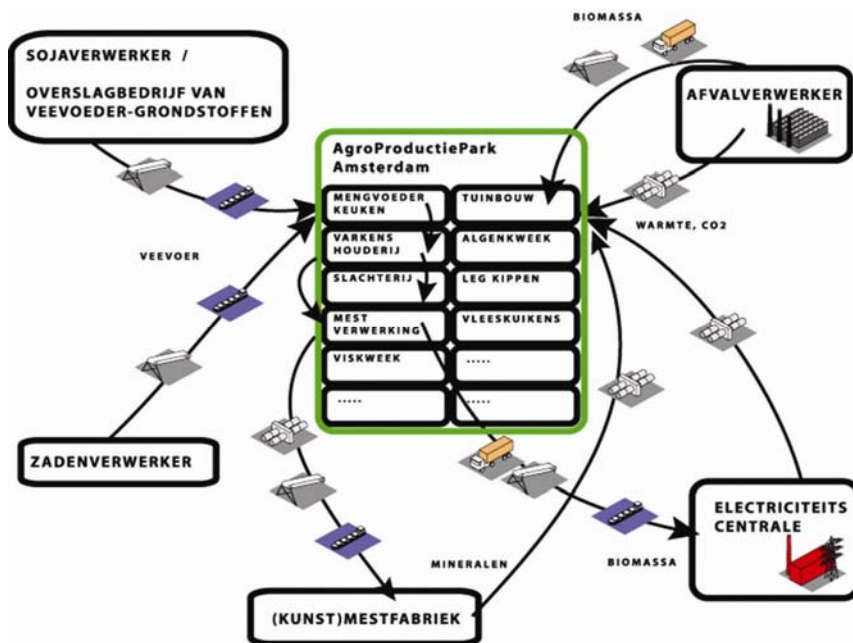 BIOMASSA
SOJAVERWERKER /
OVERSLAGBEDRIJF VAN
VEEVOEDER-GRONDSTOFFEN
AFVALVERWERKER
AgroProductiePark
Amsterdam
MENGVOEDER
KEUKEN
TUINBOUW
VARKENS
HOUDERIJ
ALGENKWEEK
SLACHTERIJ
LEG KIPPEN
MEST
VERWERKING
VLEESKUIKENS
VISKWEEK
.....
.....
.....
WARMTE, CO2
VEEVOER
ZADENVERWERKER
ELECTRICITEITS
CENTRALE
MINERALEN
BIOMASSA
(KUNST)MESTFABRIEK